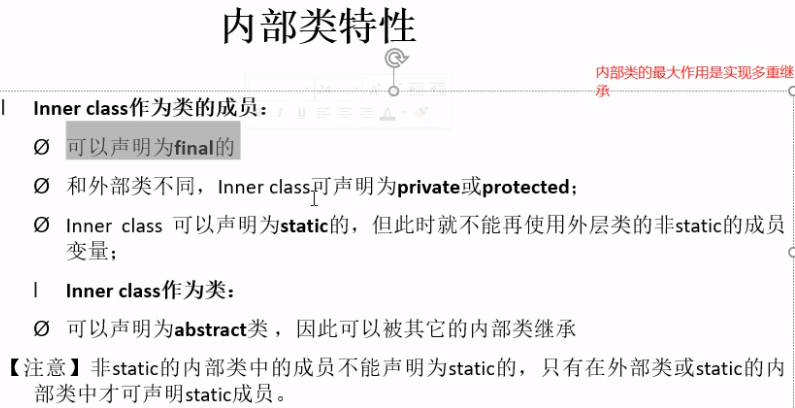 内部类特性
内部类的最大作用是实现多重继
承
l Inner class作为类的成员：
Ø 可以声明为final的
Ø 和外部类不同，Inner class可声明为private或protected；
Ø Inner class 可以声明为static的，但此时就不能再使用外层类的非static的成员
变量；
l Inner class作为类：
Ø 可以声明为abstract类 ，因此可以被其它的内部类继承
【注意】非static的内部类中的成员不能声明为static的，只有在外部类或static的内
部类中才可声明static成员。